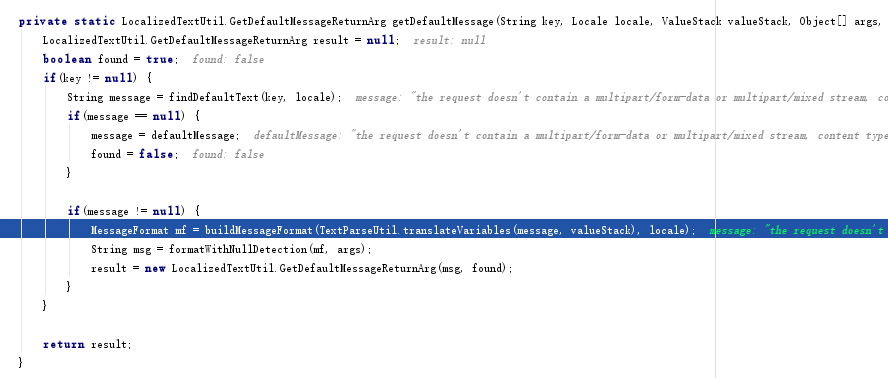 private static LocalizedTextUtil.GetDefaultMessageReturnArg getDefaultMessage(String key, Locale locale, ValueStack valueStack, Object[] args,
LocalizedTextUtil.GetDefaultMessageReturnArg result = null;  result: null
boolean found = true;  found: false
if(key != null) {
String message = findDefaultText(key, locale);  message: "the request doesn't contain a multipart/form-data or multipart/mixed stream, co
if(message == null) {
message = defaultMessage;  defaultMessage: "the request doesn't contain a multipart/form-data or multipart/mixed stream, content type
found = false;  found: false
}
if(message != null) {
MessageFormat mf = buildMessageFormat(TextParseUtil.translateVariables(message, valueStack), locale);  message: "the request doesn't
String msg = formatWithNullDetection(mf, args);
result = new LocalizedTextUtil.GetDefaultMessageReturnArg(msg, found);
}
}
return result;
}